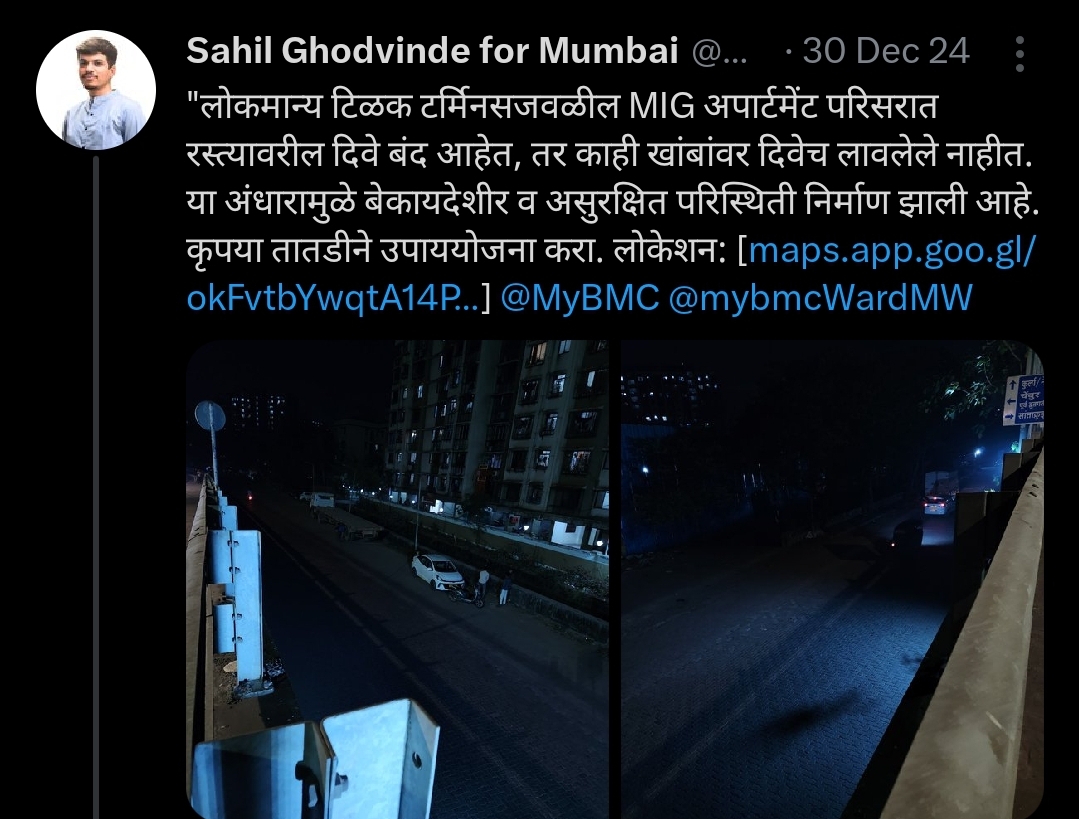 Sahil Ghodvinde for Mumbai @... · 30 Dec 24
"लोकमान्य टिळक टर्मिनसजवळील MIG अपार्टमेंट परिसरात
रस्त्यावरील दिवे बंद आहेत, तर काही खांबांवर दिवेच लावलेले नाहीत.
या अंधारामुळे बेकायदेशीर व असुरक्षित परिस्थिती निर्माण झाली आहे.
कृपया तातडीने उपाययोजना करा. लोकेशन: [maps.app.goo.gl/
okFvtbYwqtA14P...] @MyBMC @mybmcWardMW